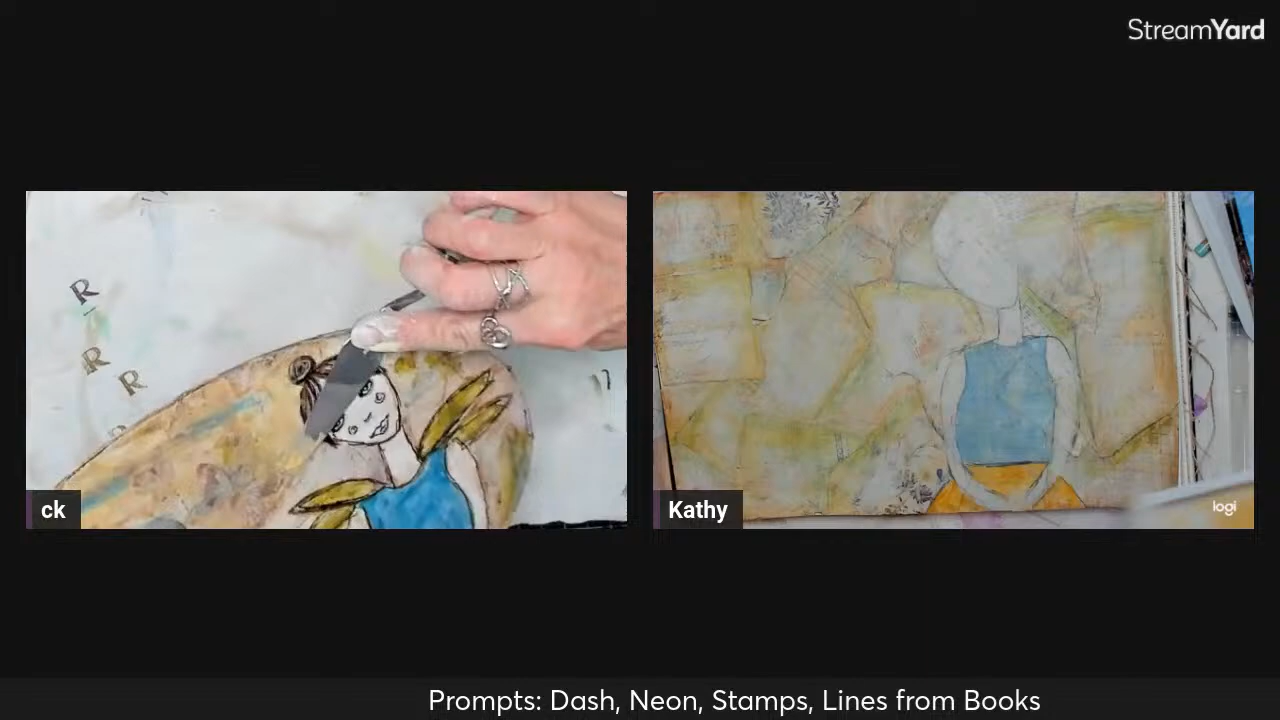 StreamYard
R
R
R
ck
Kathy
logi
Prompts: Dash, Neon, Stamps, Lines from Books